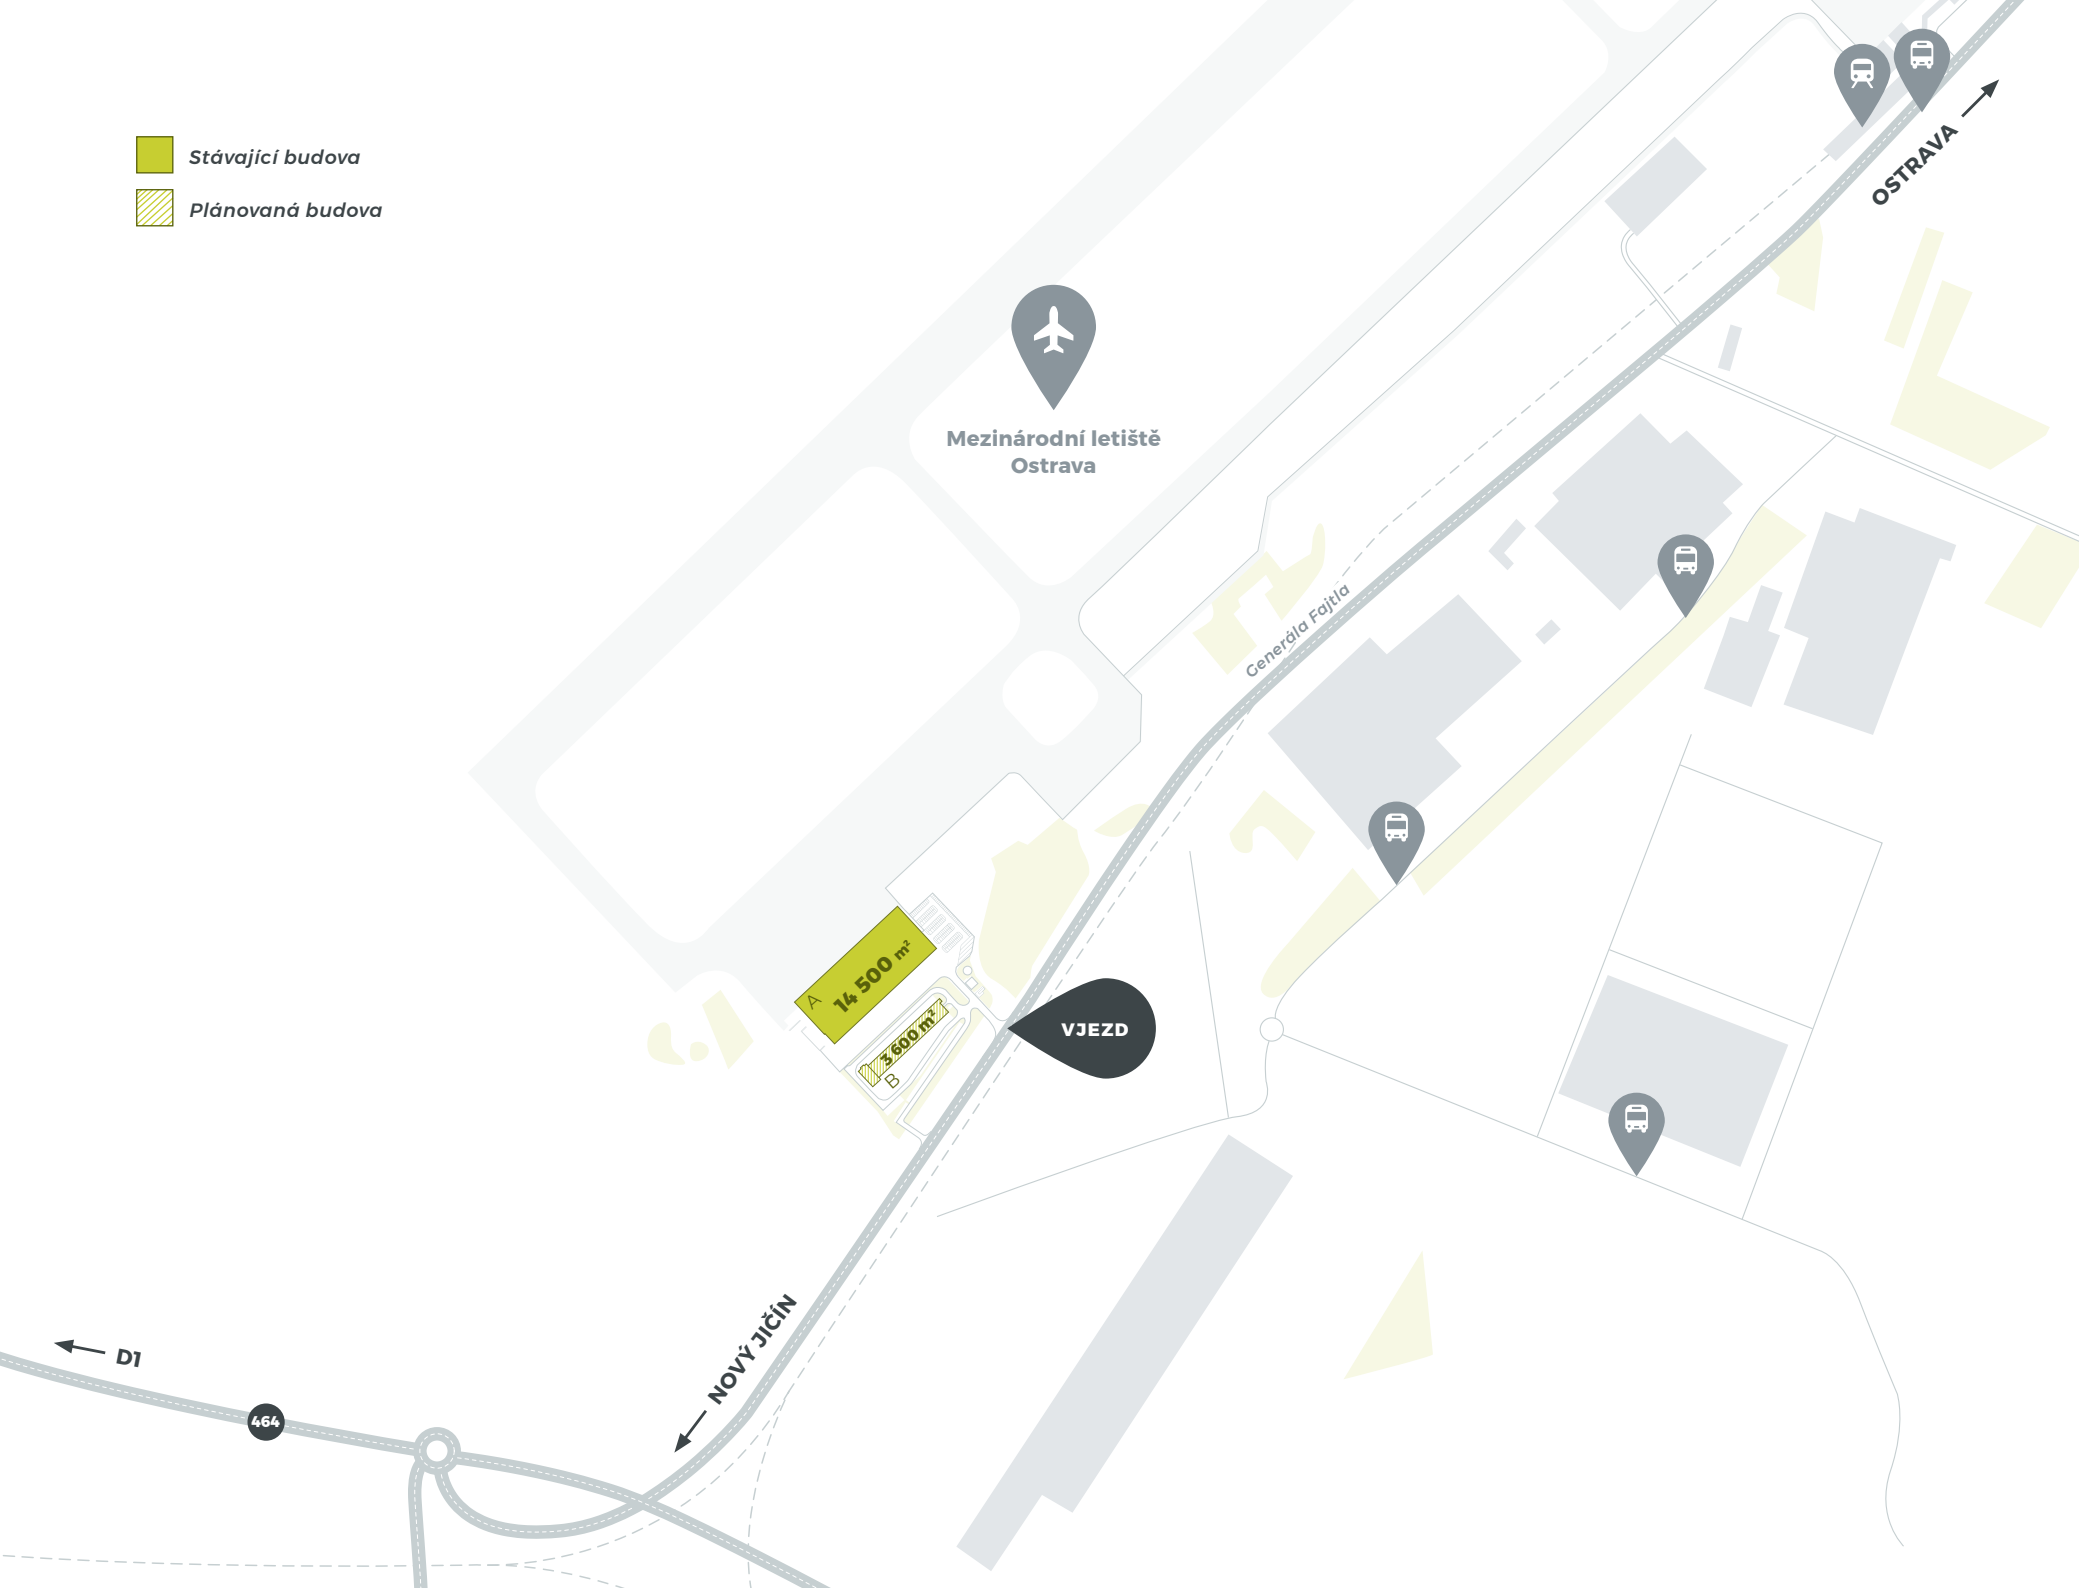 Stávající budova
Plánovaná budova
OSTRAVA
Mezinárodní letiště
Ostrava
Generála Fajtla
A
14 500 m²
3 600 m²
B
VJEZD
NOVÝ JIČÍN
D1
464